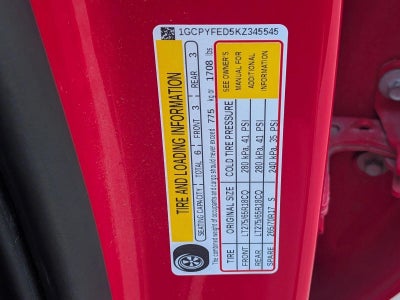 1GCPYFED5KZ345545
TIRE AND LOADING INFORMATION
SEATING CAPACITY TOTAL 6 FRONT 3 REAR 3
The combined weight of occupants and cargo should never exceed 775 kg or 1708 lbs.
TIRE ORIGINAL SIZE COLD TIRE PRESSURE
FRONT LT275/65R18CQ 280 kPa, 41 PSI
REAR LT275/65R18CQ 280 kPa, 41 PSI
SPARE 265/70R17 S 240 kPa, 35 PSI
SEE OWNER'S
MANUAL FOR
ADDITIONAL
INFORMATION